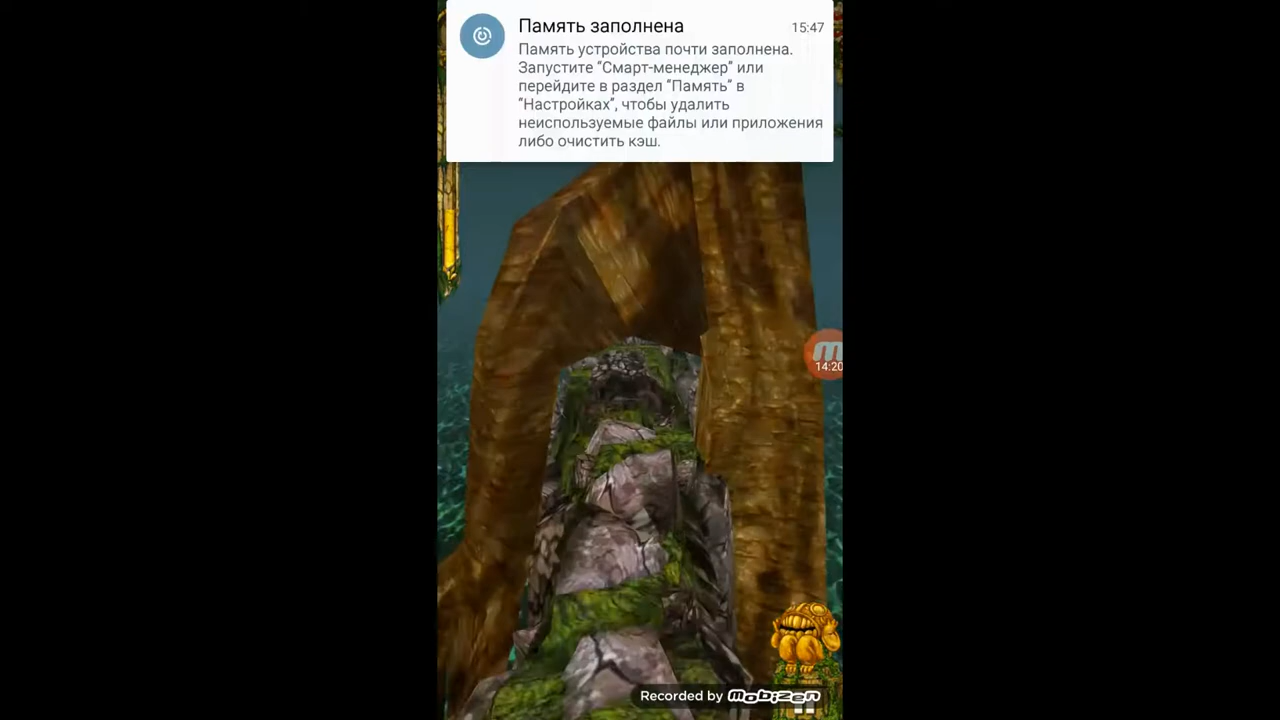 Память заполнена
15:47
Память устройства почти заполнена.
Запустите “Смарт-менеджер” или
перейдите в раздел “Память” в
“Настройках”, чтобы удалить
неиспользуемые файлы или приложения
либо очистить кэш.
14:20
Recorded by Mobizen